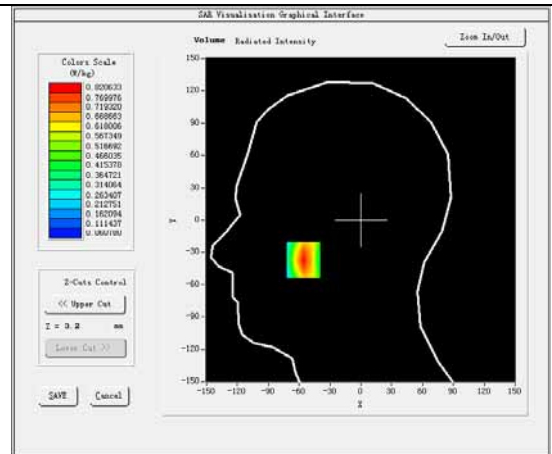 SAR Visualisation Graphical Interface
Volume Radiated Intensity
Zoom In/Out
Colors Scale
(W/kg)
0.820633
0.769976
0.719320
0.668663
0.618006
0.567349
0.516692
0.466035
0.415378
0.364721
0.314064
0.263407
0.212751
0.162094
0.111437
0.060780
Z-Cuts Control
<< Upper Cut
Z = 3.2 mm
Lower Cut >>
SAVE
Cancel
Y
150
120
90
60
30
0
-30
-60
-90
-120
-150
-150 -120 -90 -60 -30 0 30 60 90 120 150
X